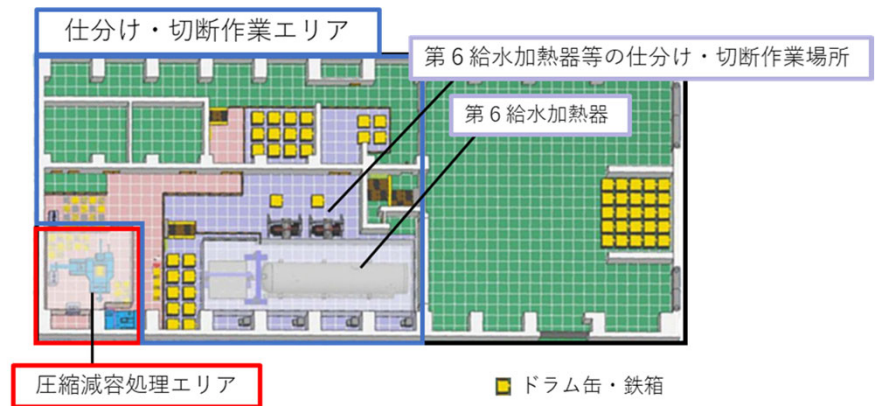 仕分け・切断作業エリア
第６給水加熱器等の仕分け・切断作業場所
第６給水加熱器
圧縮減容処理エリア
ドラム缶・鉄箱